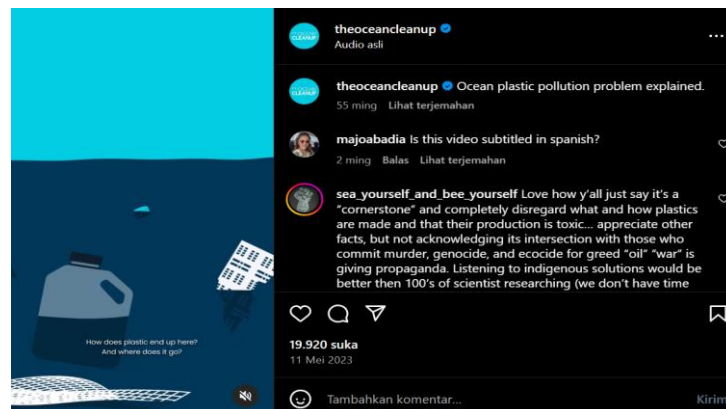 How does plastic end up here?
And where does it go?
theoceancleanup
Audio asli
theoceancleanup Ocean plastic pollution problem explained.
55 ming Lihat terjemahan
majoabadia Is this video subtitled in spanish?
2 ming Balas Lihat terjemahan
sea_yourself_and_bee_yourself Love how y'all just say it's a
"cornerstone" and completely disregard what and how plastics
are made and that their production is toxic... appreciate other
facts, but not acknowledging its intersection with those who
commit murder, genocide, and ecocide for greed "oil" "war" is
giving propaganda. Listening to indigenous solutions would be
better then 100's of scientist researching (we don't have time
19.920 suka
11 Mei 2023
Tambahkan komentar...
Kirim